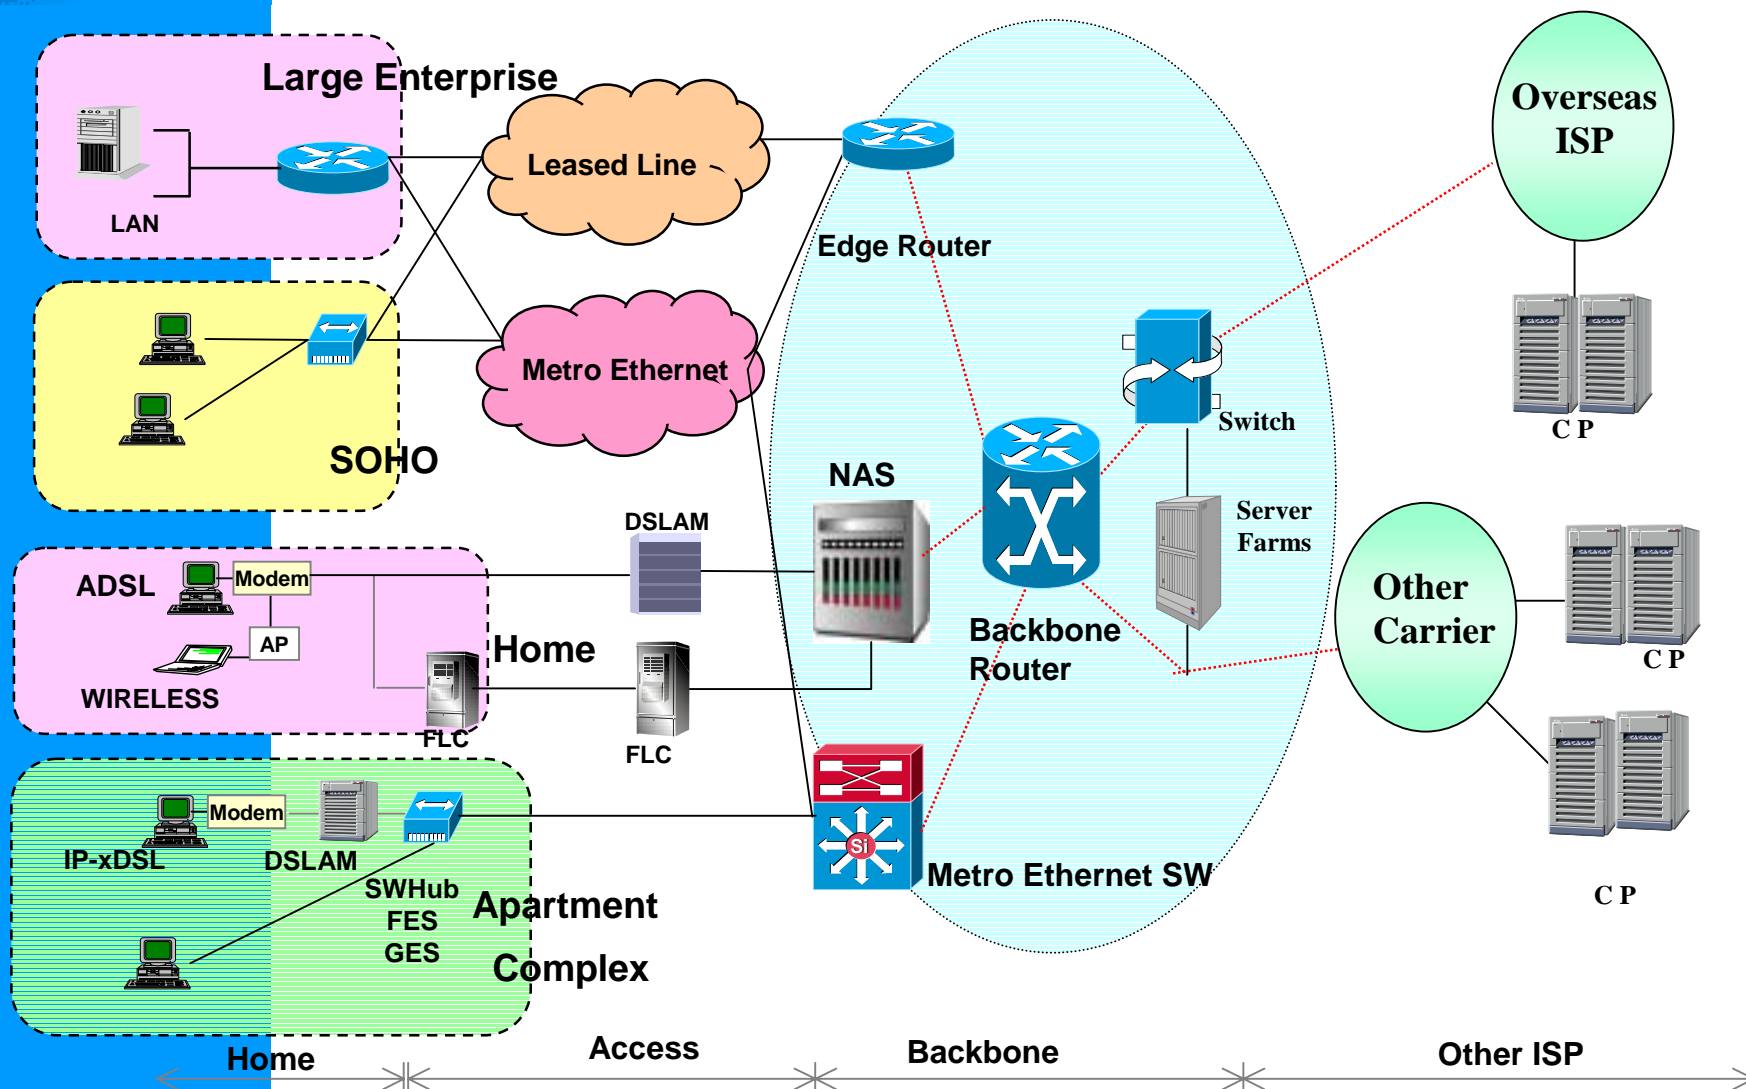 Large Enterprise
LAN
Leased Line
Edge Router
Overseas
ISP
C P
SOHO
Metro Ethernet
Switch
NAS
DSLAM
Server
Farms
ADSL
Modem
AP
WIRELESS
Home
FLC
FLC
Backbone
Router
Other
Carrier
C P
C P
IP-xDSL
Modem
DSLAM
SWHub
FES
GES
Apartment
Complex
Si
Metro Ethernet SW
Home
Access
Backbone
Other ISP